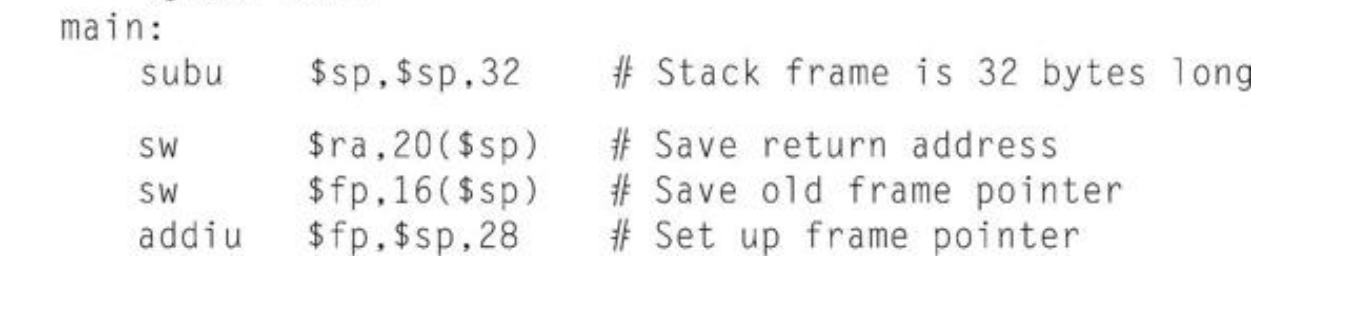 main:
subu $sp,$sp,32 # Stack frame is 32 bytes long
sw $ra,20($sp) # Save return address
sw $fp,16($sp) # Save old frame pointer
addiu $fp,$sp,28 # Set up frame pointer